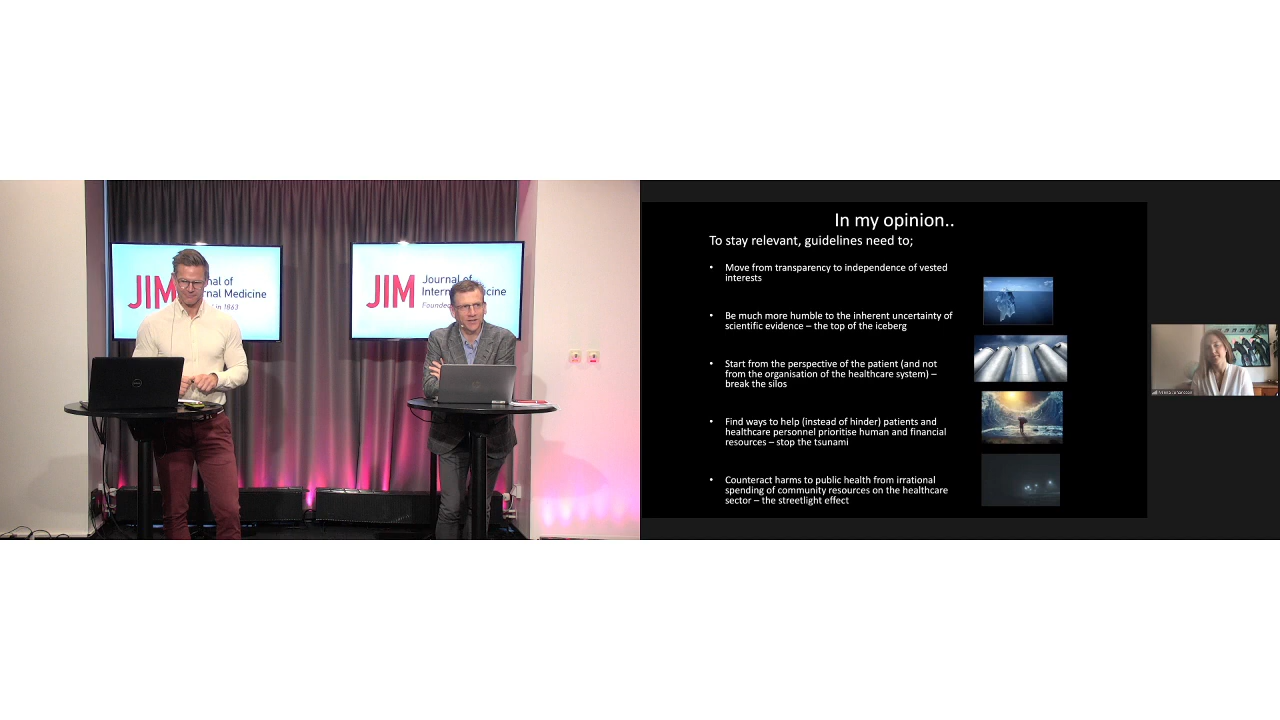 JIM
nal of
rnal Medicine
in 1863
JIM
Journal of
Intern
icine
Founded
In my opinion..
To stay relevant, guidelines need to;
• Move from transparency to independence of vested
interests
• Be much more humble to the inherent uncertainty of
scientific evidence – the top of the iceberg
• Start from the perspective of the patient (and not
from the organisation of the healthcare system) –
break the silos
• Find ways to help (instead of hinder) patients and
healthcare personnel prioritise human and financial
resources – stop the tsunami
• Counteract harms to public health from irrational
spending of community resources on the healthcare
sector – the streetlight effect